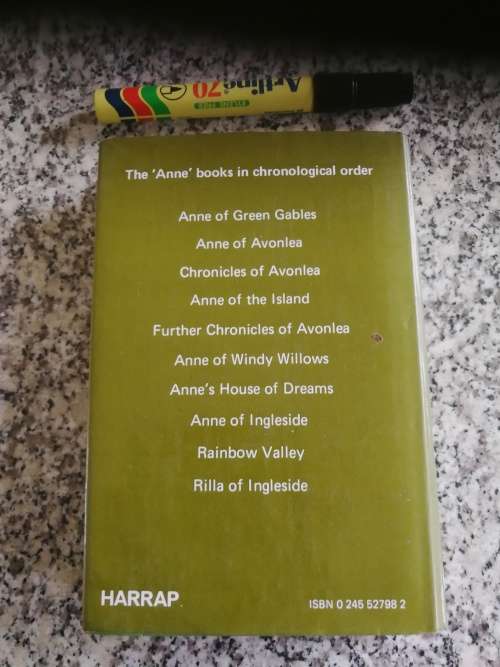 Artline 70
XYLENE FREE
The 'Anne' books in chronological order
Anne of Green Gables
Anne of Avonlea
Chronicles of Avonlea
Anne of the Island
Further Chronicles of Avonlea
Anne of Windy Willows
Anne's House of Dreams
Anne of Ingleside
Rainbow Valley
Rilla of Ingleside
HARRAP
ISBN 0 245 52798 2